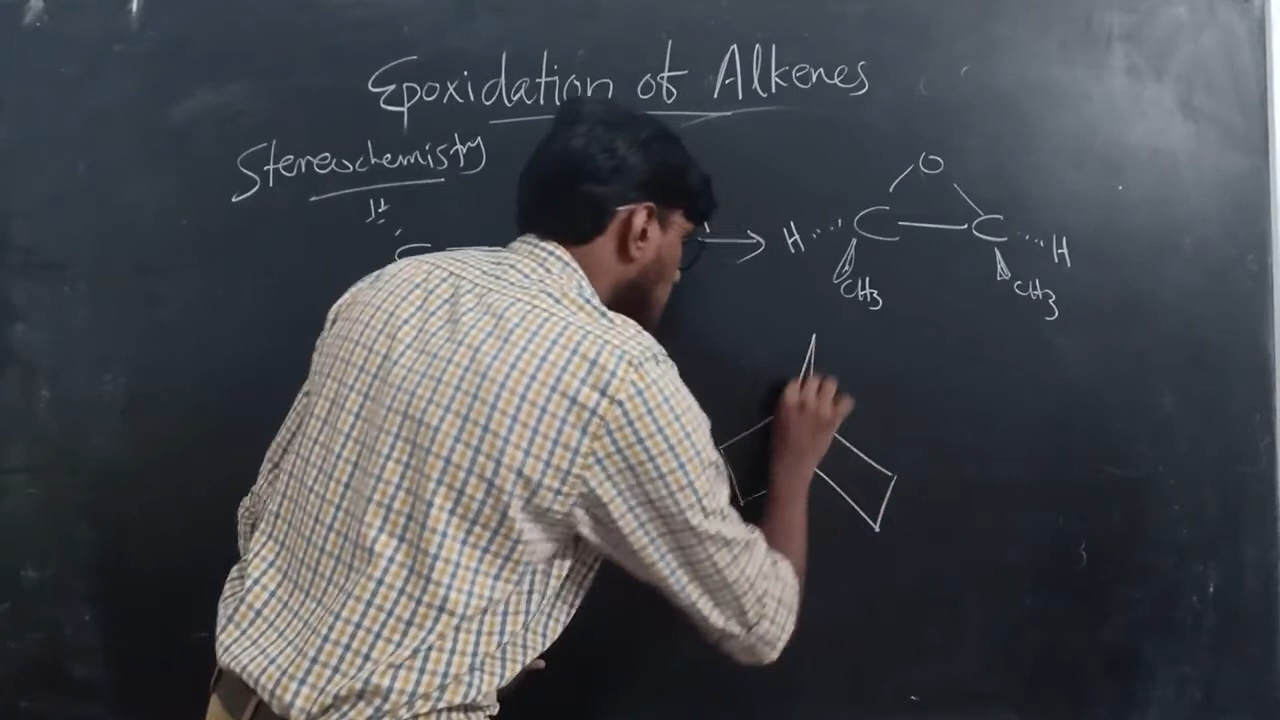 Epoxidation of Alkenes
Stereochemistry
O
H C C H
CH3 CH3
C